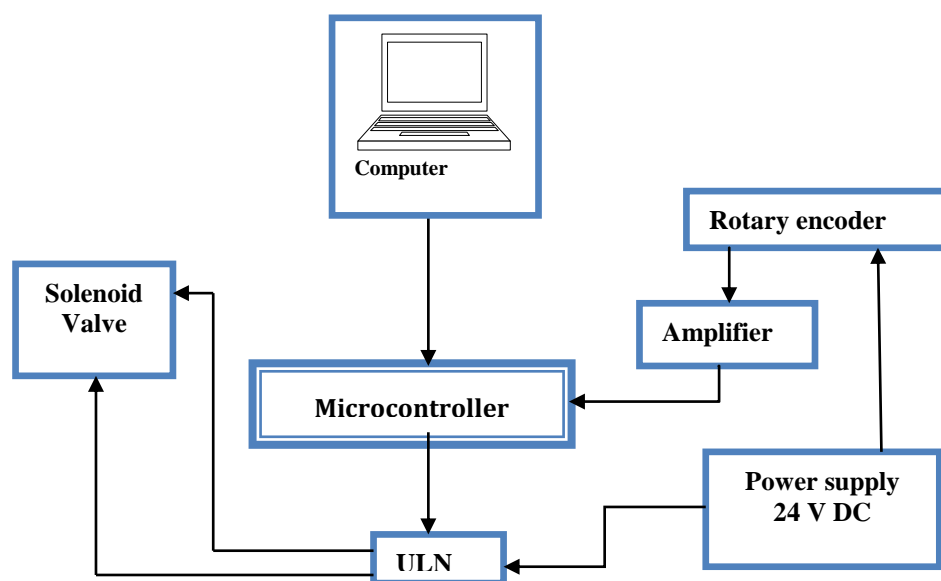 Computer
Rotary encoder
Solenoid
Valve
Amplifier
Microcontroller
Power supply
24 V DC
ULN